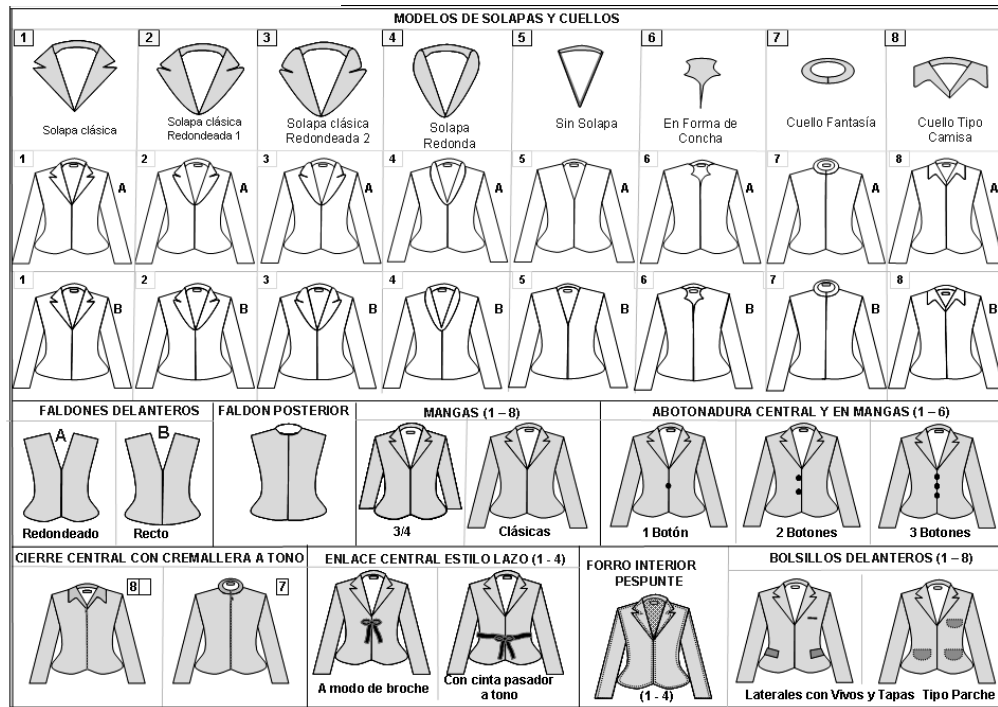 MODELOS DE SOLAPAS Y CUELLOS
1 2 3 4 5 6 7 8
Solapa clásica
Solapa clásica
Redondeada 1
Solapa clásica
Redondeada 2
Solapa
Redonda
Sin Solapa
En Forma de
Concha
Cuello Fantasía
Cuello Tipo
Camisa
1 A 2 A 3 A 4 A 5 A 6 A 7 A 8 A
1 B 2 B 3 B 4 B 5 B 6 B 7 B 8 B
FALDONES DELANTEROS
A B
Redondeado Recto
FALDON POSTERIOR
MANGAS (1 – 8)
3/4 Clásicas
ABOTONADURA CENTRAL Y EN MANGAS (1 – 6)
1 Botón 2 Botones 3 Botones
CIERRE CENTRAL CON CREMALLERA A TONO
8 7
ENLACE CENTRAL ESTILO LAZO (1 - 4)
A modo de broche
Con cinta pasador
a tono
FORRO INTERIOR
PESPUNTE
(1 - 4)
BOLSILLOS DELANTEROS (1 – 8)
Laterales con Vivos y Tapas Tipo Parche